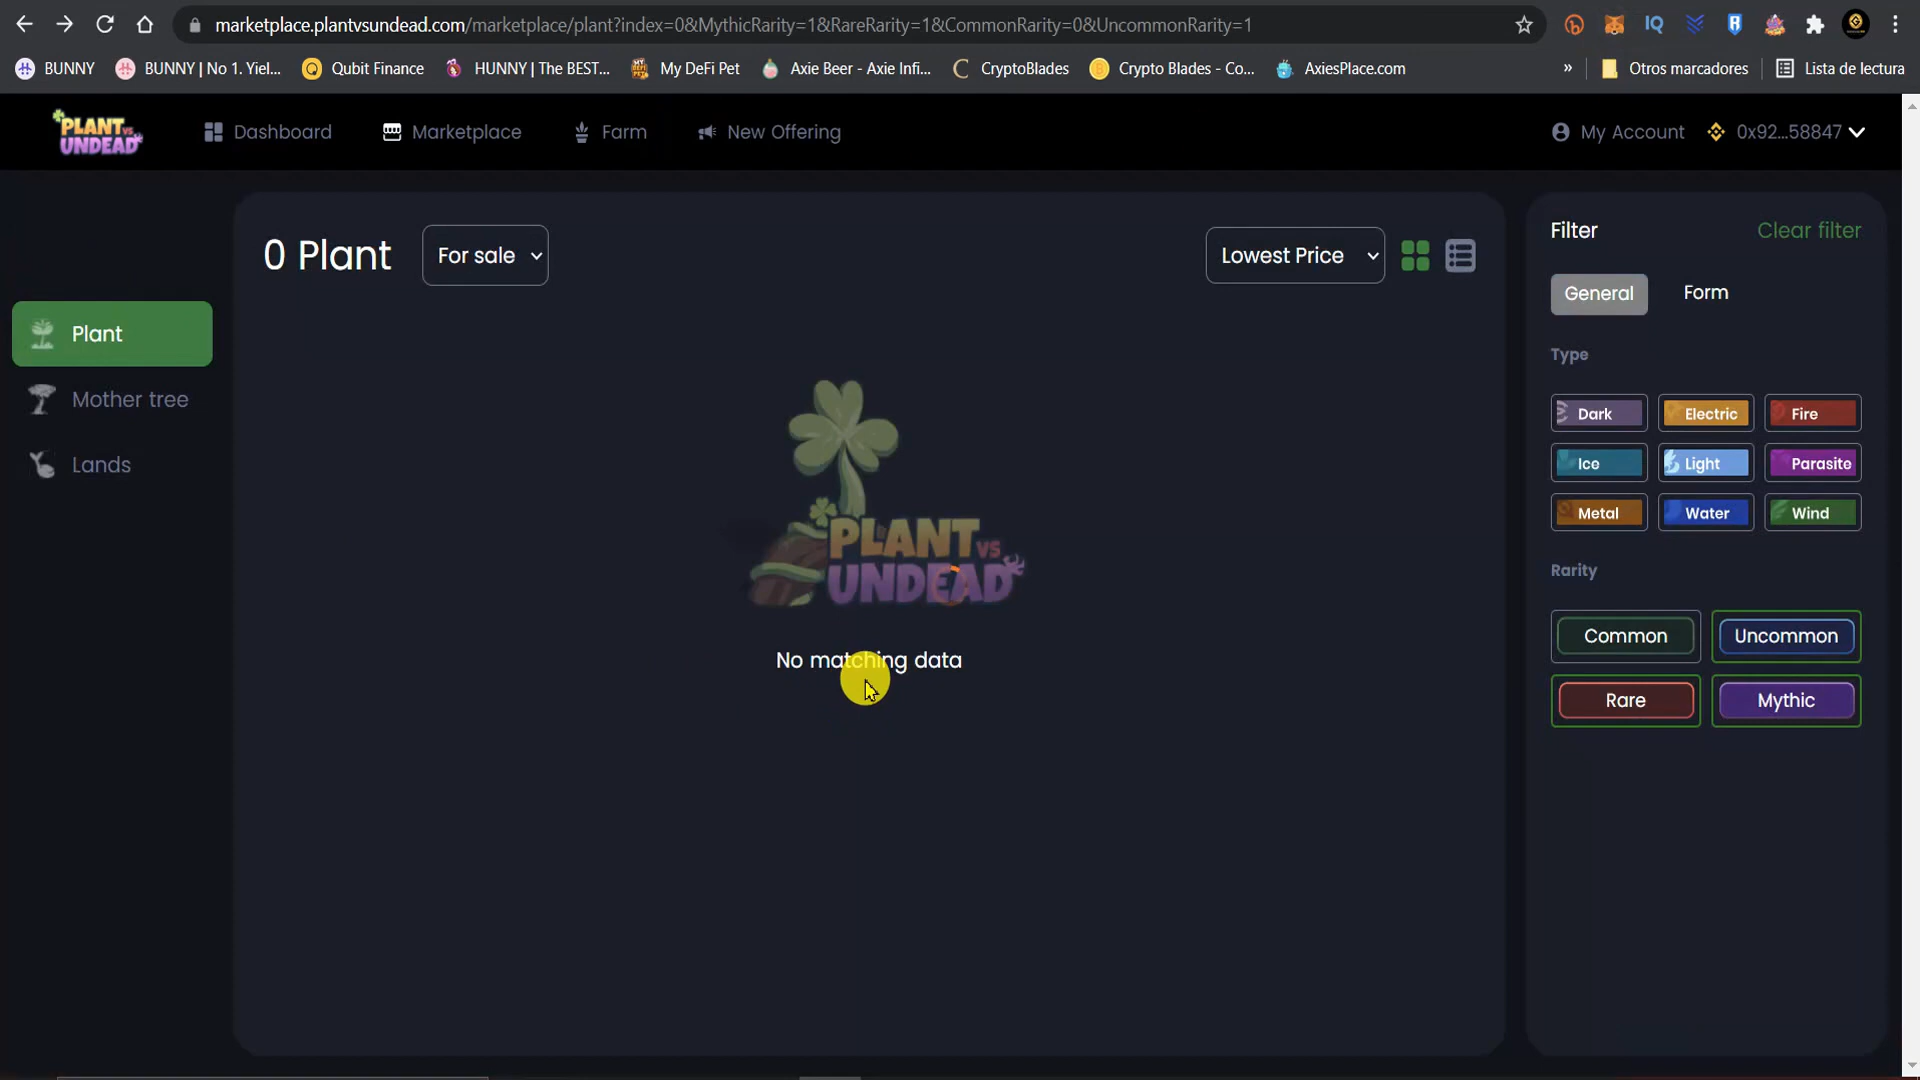 marketplace.plantvsundead.com/marketplace/plant?index=0&MythicRarity=1&RareRarity=1&CommonRarity=0&UncommonRarity=1
BUNNY
BUNNY | No 1. Yiel...
Qubit Finance
HUNNY | The BEST...
My DeFi Pet
Axie Beer - Axie Infi...
CryptoBlades
Crypto Blades - Co...
AxiesPlace.com
»
Otros marcadores
Lista de lectura
PLANT VS UNDEAD
Dashboard
Marketplace
Farm
New Offering
My Account
0x92...58847
0 Plant
For sale
Lowest Price
Filter
Clear filter
General
Form
Plant
Mother tree
Lands
Type
Dark
Electric
Fire
Ice
Light
Parasite
Metal
Water
Wind
Rarity
Common
Uncommon
Rare
Mythic
PLANT VS
UNDEAD
No matching data